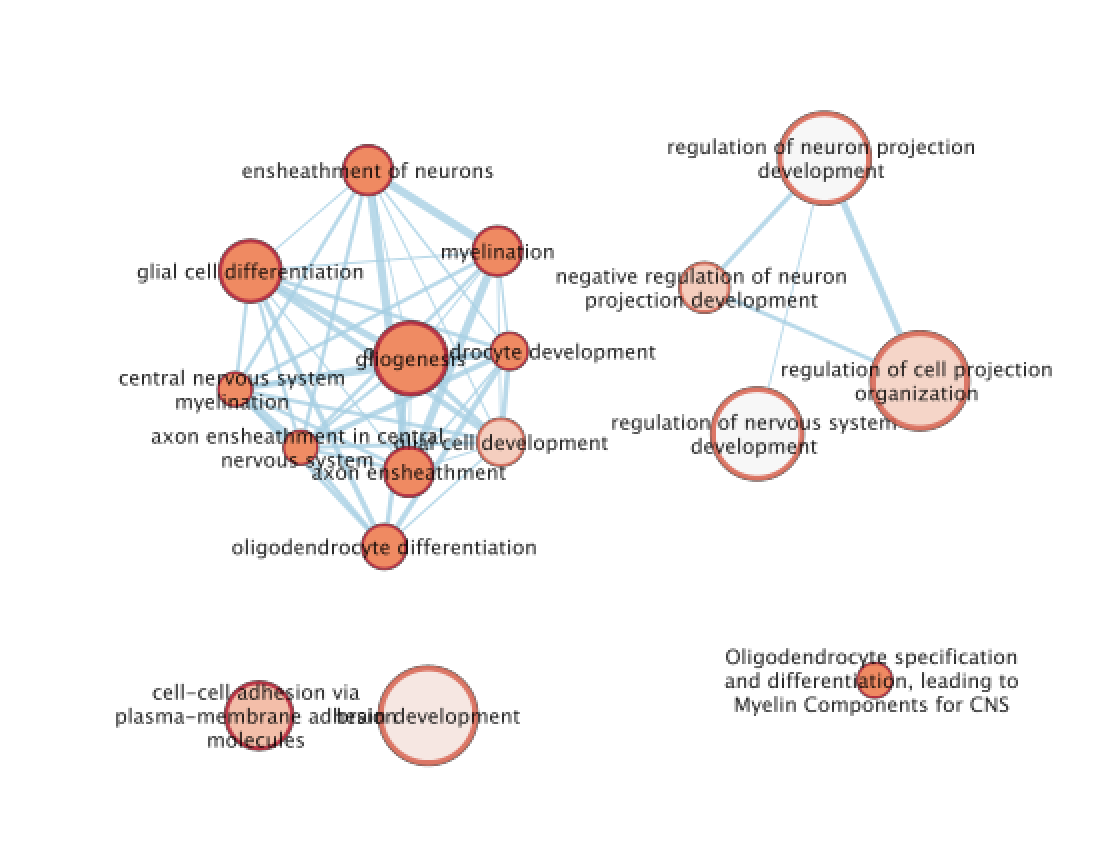 regulation of neuron projection
development
ensheathment of neurons
myelination
glial cell differentiation
negative regulation of neuron
projection development
gliogenesis
drocyte development
central nervous system
myelination
regulation of cell projection
organization
regulation of nervous system
development
axon ensheathment in central
nervous system
cell development
axon ensheathment
oligodendrocyte differentiation
Oligodendrocyte specification
and differentiation, leading to
Myelin Components for CNS
cell-cell adhesion via
plasma-membrane adhesion
molecules
brain development